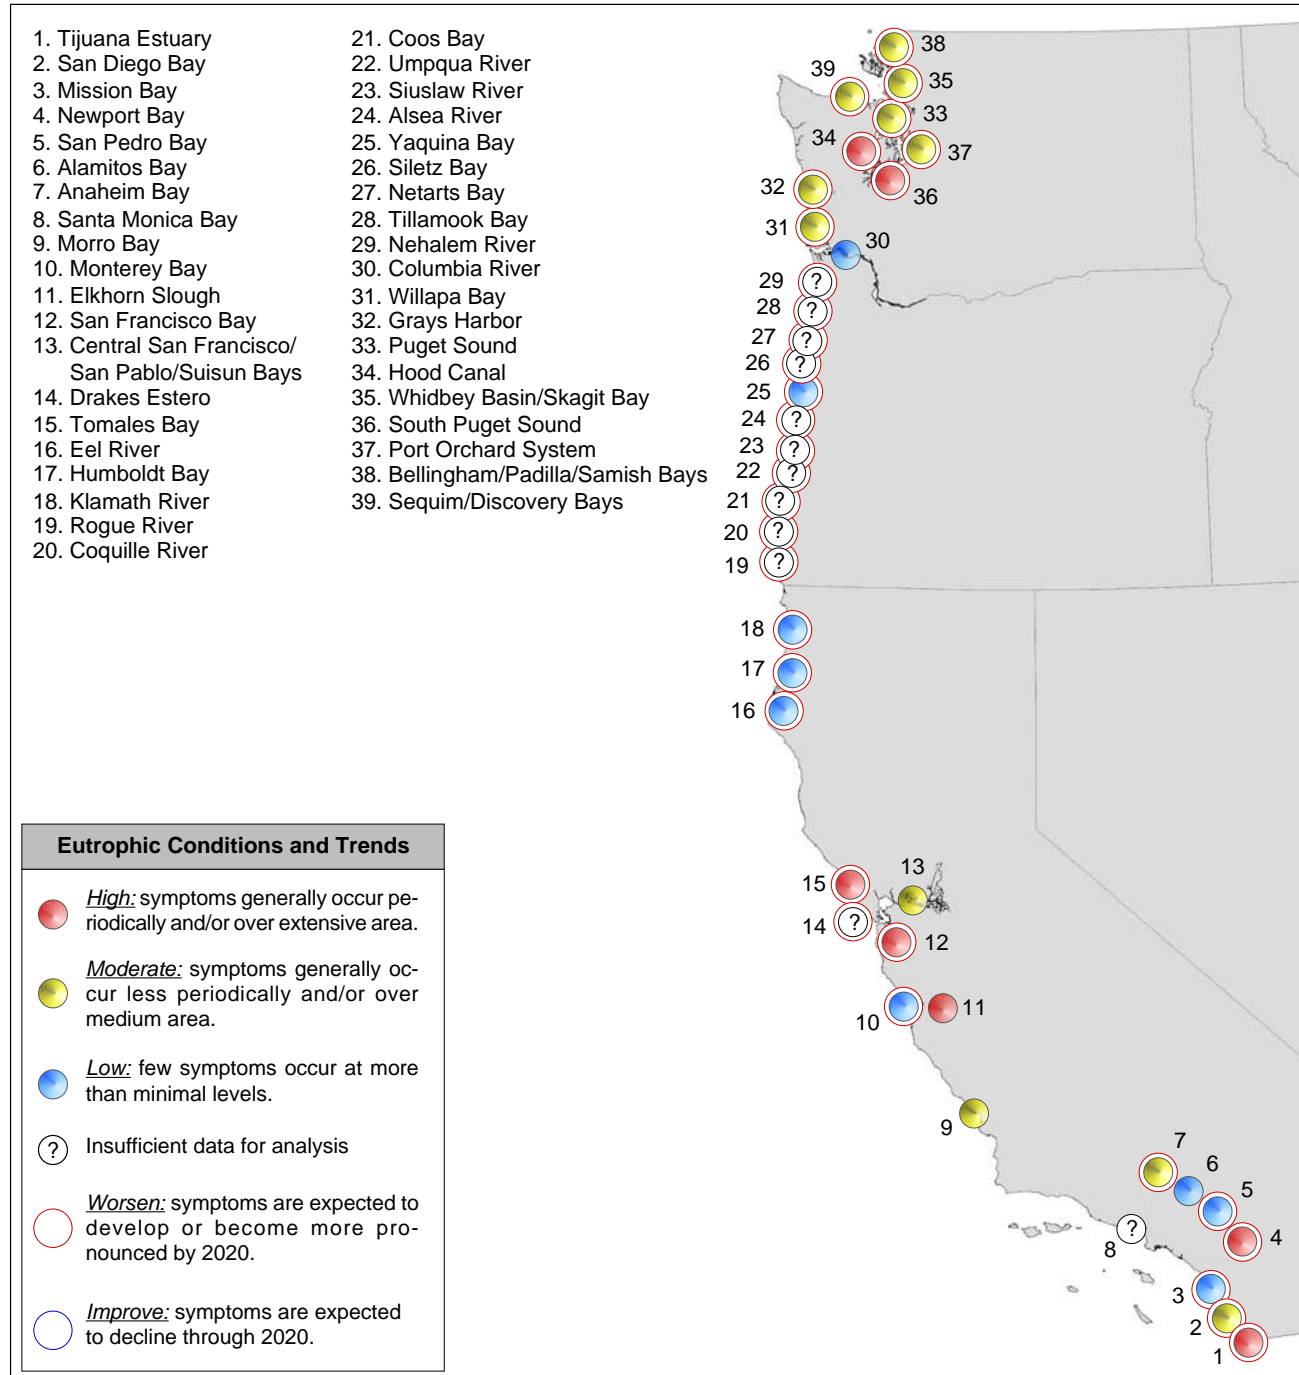 1. Tijuana Estuary
2. San Diego Bay
3. Mission Bay
4. Newport Bay
5. San Pedro Bay
6. Alamitos Bay
7. Anaheim Bay
8. Santa Monica Bay
9. Morro Bay
10. Monterey Bay
11. Elkhorn Slough
12. San Francisco Bay
13. Central San Francisco/
San Pablo/Suisun Bays
14. Drakes Estero
15. Tomales Bay
16. Eel River
17. Humboldt Bay
18. Klamath River
19. Rogue River
20. Coquille River
21. Coos Bay
22. Umpqua River
23. Siuslaw River
24. Alsea River
25. Yaquina Bay
26. Siletz Bay
27. Netarts Bay
28. Tillamook Bay
29. Nehalem River
30. Columbia River
31. Willapa Bay
32. Grays Harbor
33. Puget Sound
34. Hood Canal
35. Whidbey Basin/Skagit Bay
36. South Puget Sound
37. Port Orchard System
38. Bellingham/Padilla/Samish Bays
39. Sequim/Discovery Bays
38
39
35
33
34
37
32
36
31
30
29 ?
28 ?
27 ?
26 ?
25
24 ?
23 ?
22 ?
21 ?
20 ?
19 ?
18
17
16
13
15
14 ?
12
10
11
9
7
6
5
8 ?
4
3
2
1
Eutrophic Conditions and Trends
High: symptoms generally occur pe-
riodically and/or over extensive area.
Moderate: symptoms generally oc-
cur less periodically and/or over
medium area.
Low: few symptoms occur at more
than minimal levels.
? Insufficient data for analysis
Worsen: symptoms are expected to
develop or become more pro-
nounced by 2020.
Improve: symptoms are expected
to decline through 2020.